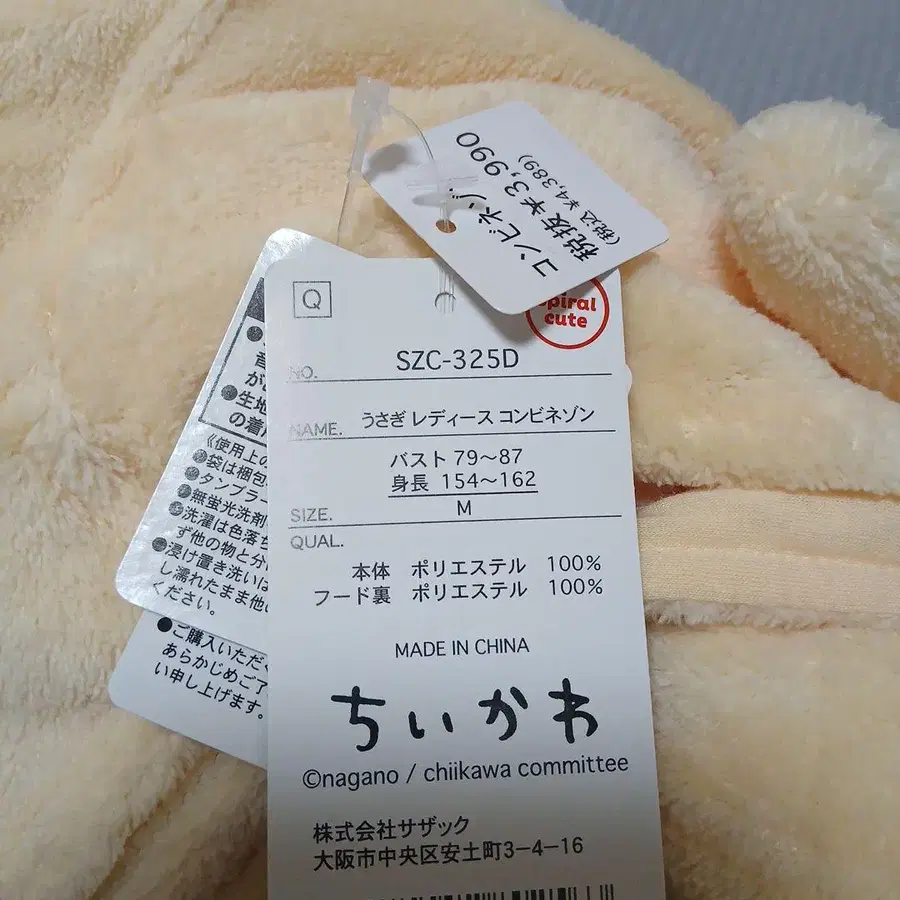 コンビネゾ
税抜¥3,990
(税込 ¥4,389)
spiral
cute
Q
NO. SZC-325D
NAME. うさぎ レディース コンビネゾン
バスト 79～87
身長 154～162
SIZE. M
QUAL.
本体 ポリエステル 100%
フード裏 ポリエステル 100%
MADE IN CHINA
ちいかわ
©nagano / chiikawa committee
株式会社サザック
大阪市中央区安土町3-4-16
●生地
の着
《使用上の
●袋は梱包
●タンブラー
●無蛍光洗剤
●洗濯は色落ち
ず他の物と分
●浸け置き洗いは
し濡れたまま他の
ください。
●ご購入いただく
あらかじめご了
い申し上げます。